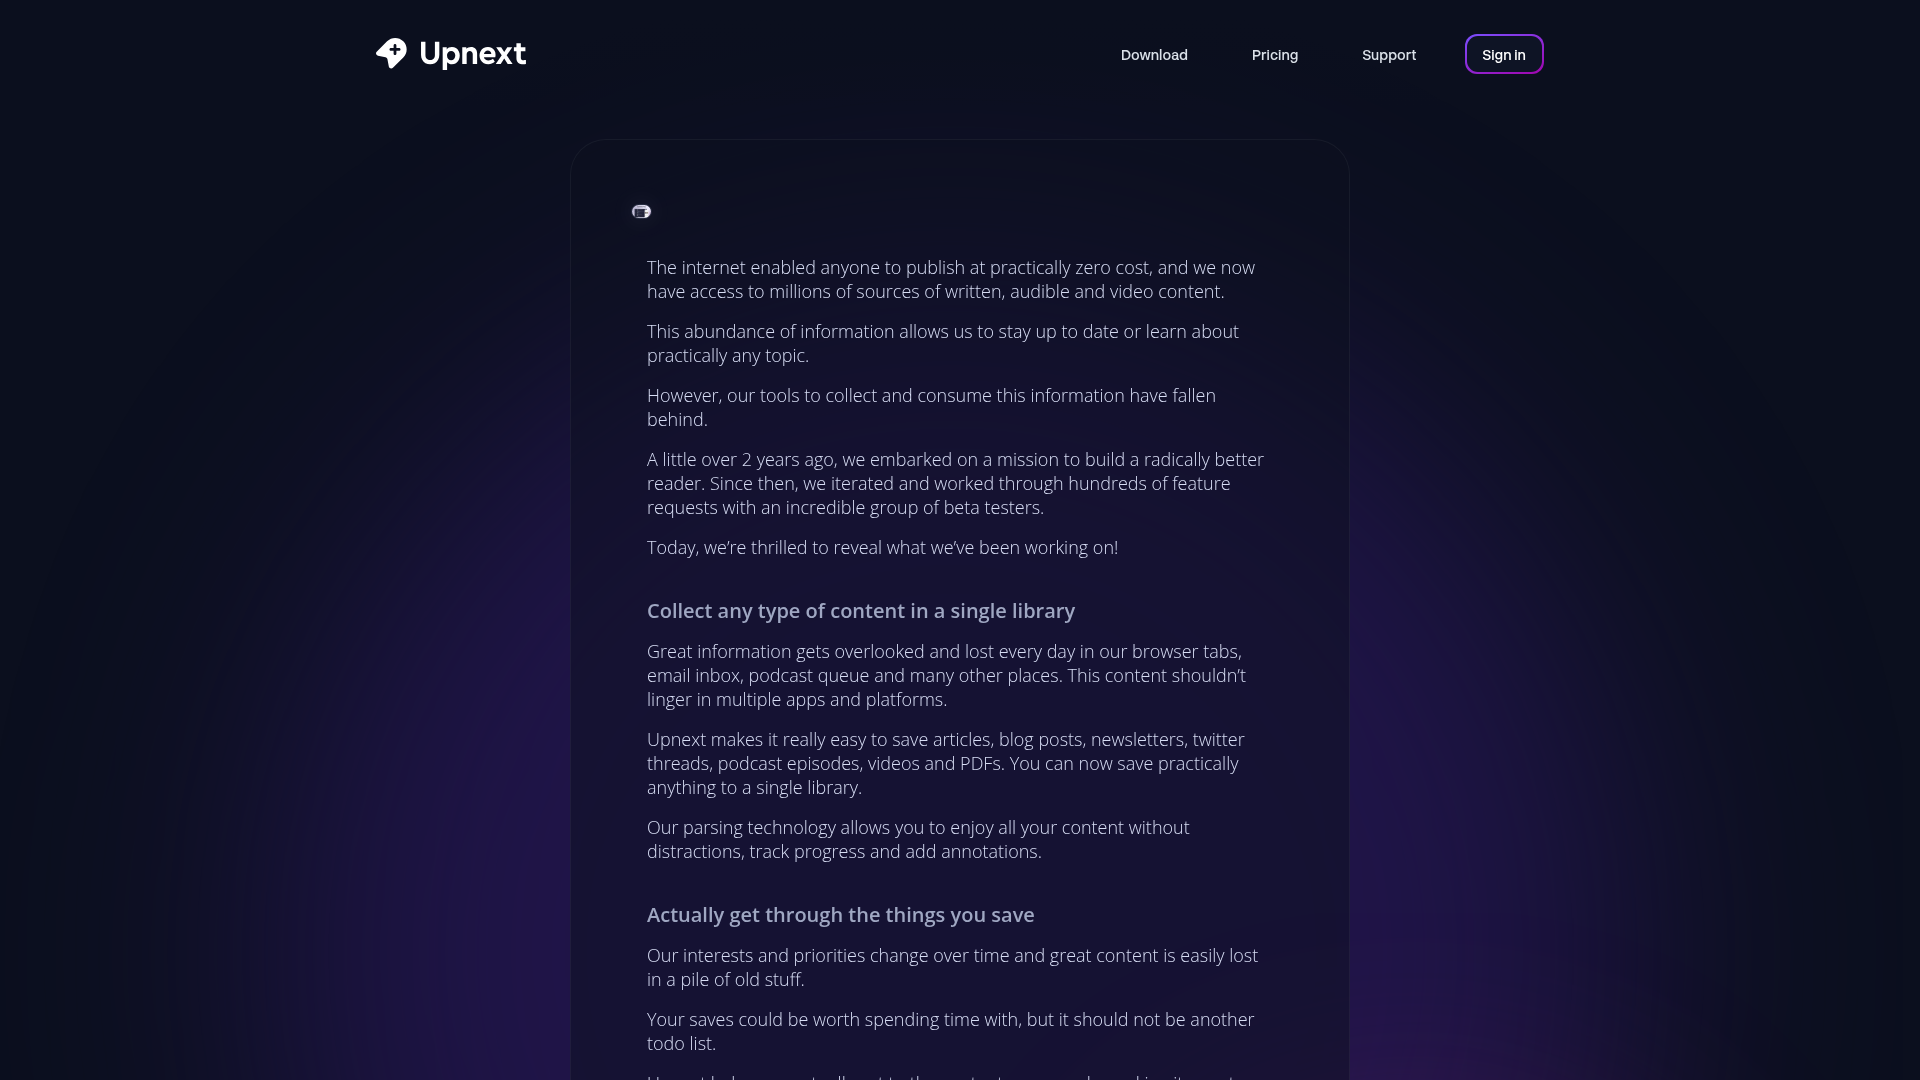 Upnext
Download
Pricing
Support
Sign in
The internet enabled anyone to publish at practically zero cost, and we now
have access to millions of sources of written, audible and video content.
This abundance of information allows us to stay up to date or learn about
practically any topic.
However, our tools to collect and consume this information have fallen
behind.
A little over 2 years ago, we embarked on a mission to build a radically better
reader. Since then, we iterated and worked through hundreds of feature
requests with an incredible group of beta testers.
Today, we’re thrilled to reveal what we’ve been working on!
Collect any type of content in a single library
Great information gets overlooked and lost every day in our browser tabs,
email inbox, podcast queue and many other places. This content shouldn’t
linger in multiple apps and platforms.
Upnext makes it really easy to save articles, blog posts, newsletters, twitter
threads, podcast episodes, videos and PDFs. You can now save practically
anything to a single library.
Our parsing technology allows you to enjoy all your content without
distractions, track progress and add annotations.
Actually get through the things you save
Our interests and priorities change over time and great content is easily lost
in a pile of old stuff.
Your saves could be worth spending time with, but it should not be another
todo list.